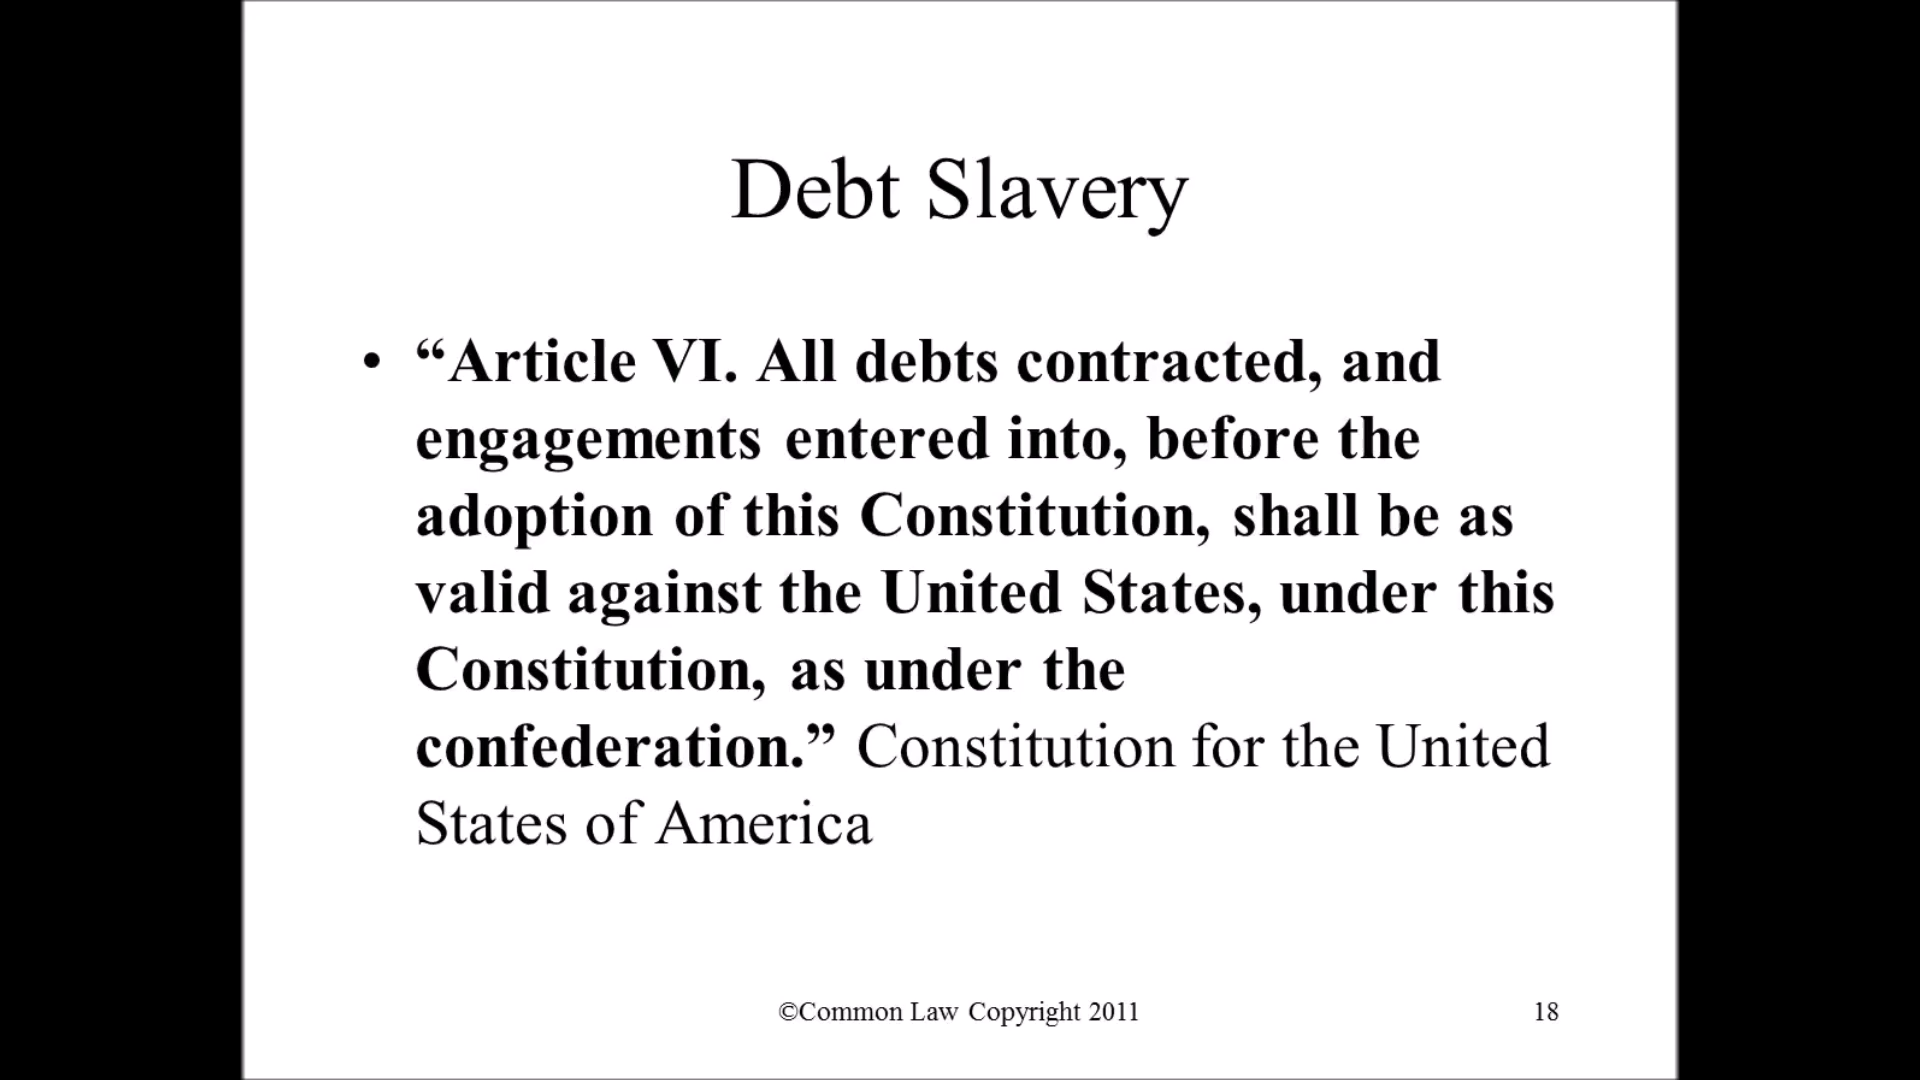 Debt Slavery
• “Article VI. All debts contracted, and
engagements entered into, before the
adoption of this Constitution, shall be as
valid against the United States, under this
Constitution, as under the
confederation.” Constitution for the United
States of America
©Common Law Copyright 2011
18